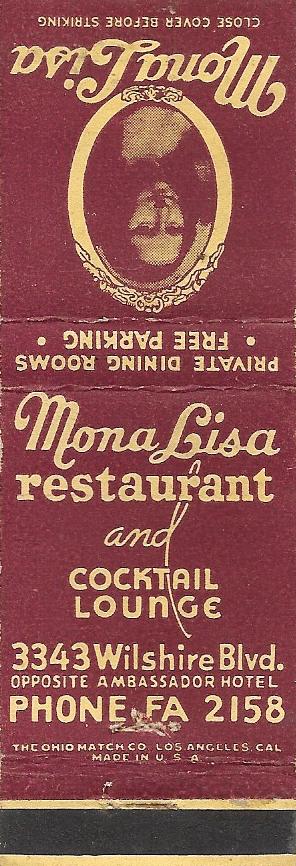 Mona Lisa
restaurant
and
COCKTAIL
LOUNGE
3343 Wilshire Blvd.
OPPOSITE AMBASSADOR HOTEL
PHONE FA 2158
THE OHIO MATCH CO. LOS ANGELES, CAL
MADE IN U.S.A.
PRIVATE DINING ROOMS
• FREE PARKING •
Mona Lisa
CLOSE COVER BEFORE STRIKING